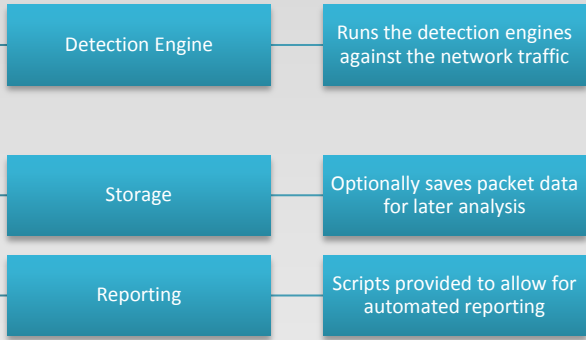 Detection Engine
Runs the detection engines
against the network traffic
Storage
Optionally saves packet data
for later analysis
Reporting
Scripts provided to allow for
automated reporting